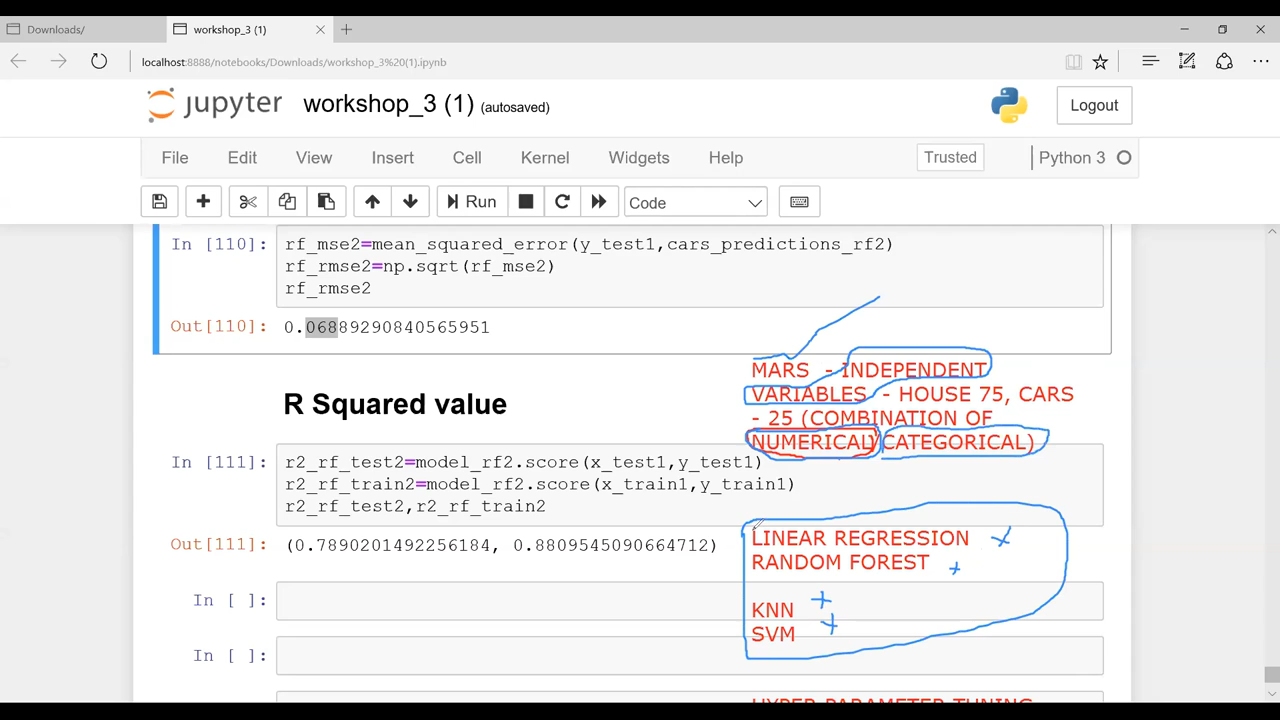 Downloads/
workshop_3 (1)
localhost:8888/notebooks/Downloads/workshop_3%20(1).ipynb
jupyter workshop_3 (1) (autosaved)
Logout
File Edit View Insert Cell Kernel Widgets Help
Trusted
Python 3
Run
Code
In [110]:
rf_mse2=mean_squared_error(y_test1,cars_predictions_rf2)
rf_rmse2=np.sqrt(rf_mse2)
rf_rmse2
Out[110]: 0.06889290840565951
MARS - INDEPENDENT
VARIABLES - HOUSE 75, CARS
- 25 (COMBINATION OF
NUMERICAL) CATEGORICAL)
R Squared value
In [111]:
r2_rf_test2=model_rf2.score(x_test1,y_test1)
r2_rf_train2=model_rf2.score(x_train1,y_train1)
r2_rf_test2,r2_rf_train2
Out[111]: (0.7890201492256184, 0.8809545090664712)
LINEAR REGRESSION
RANDOM FOREST
KNN
SVM
In [ ]:
In [ ]:
HYPER PARAMETER TUNING